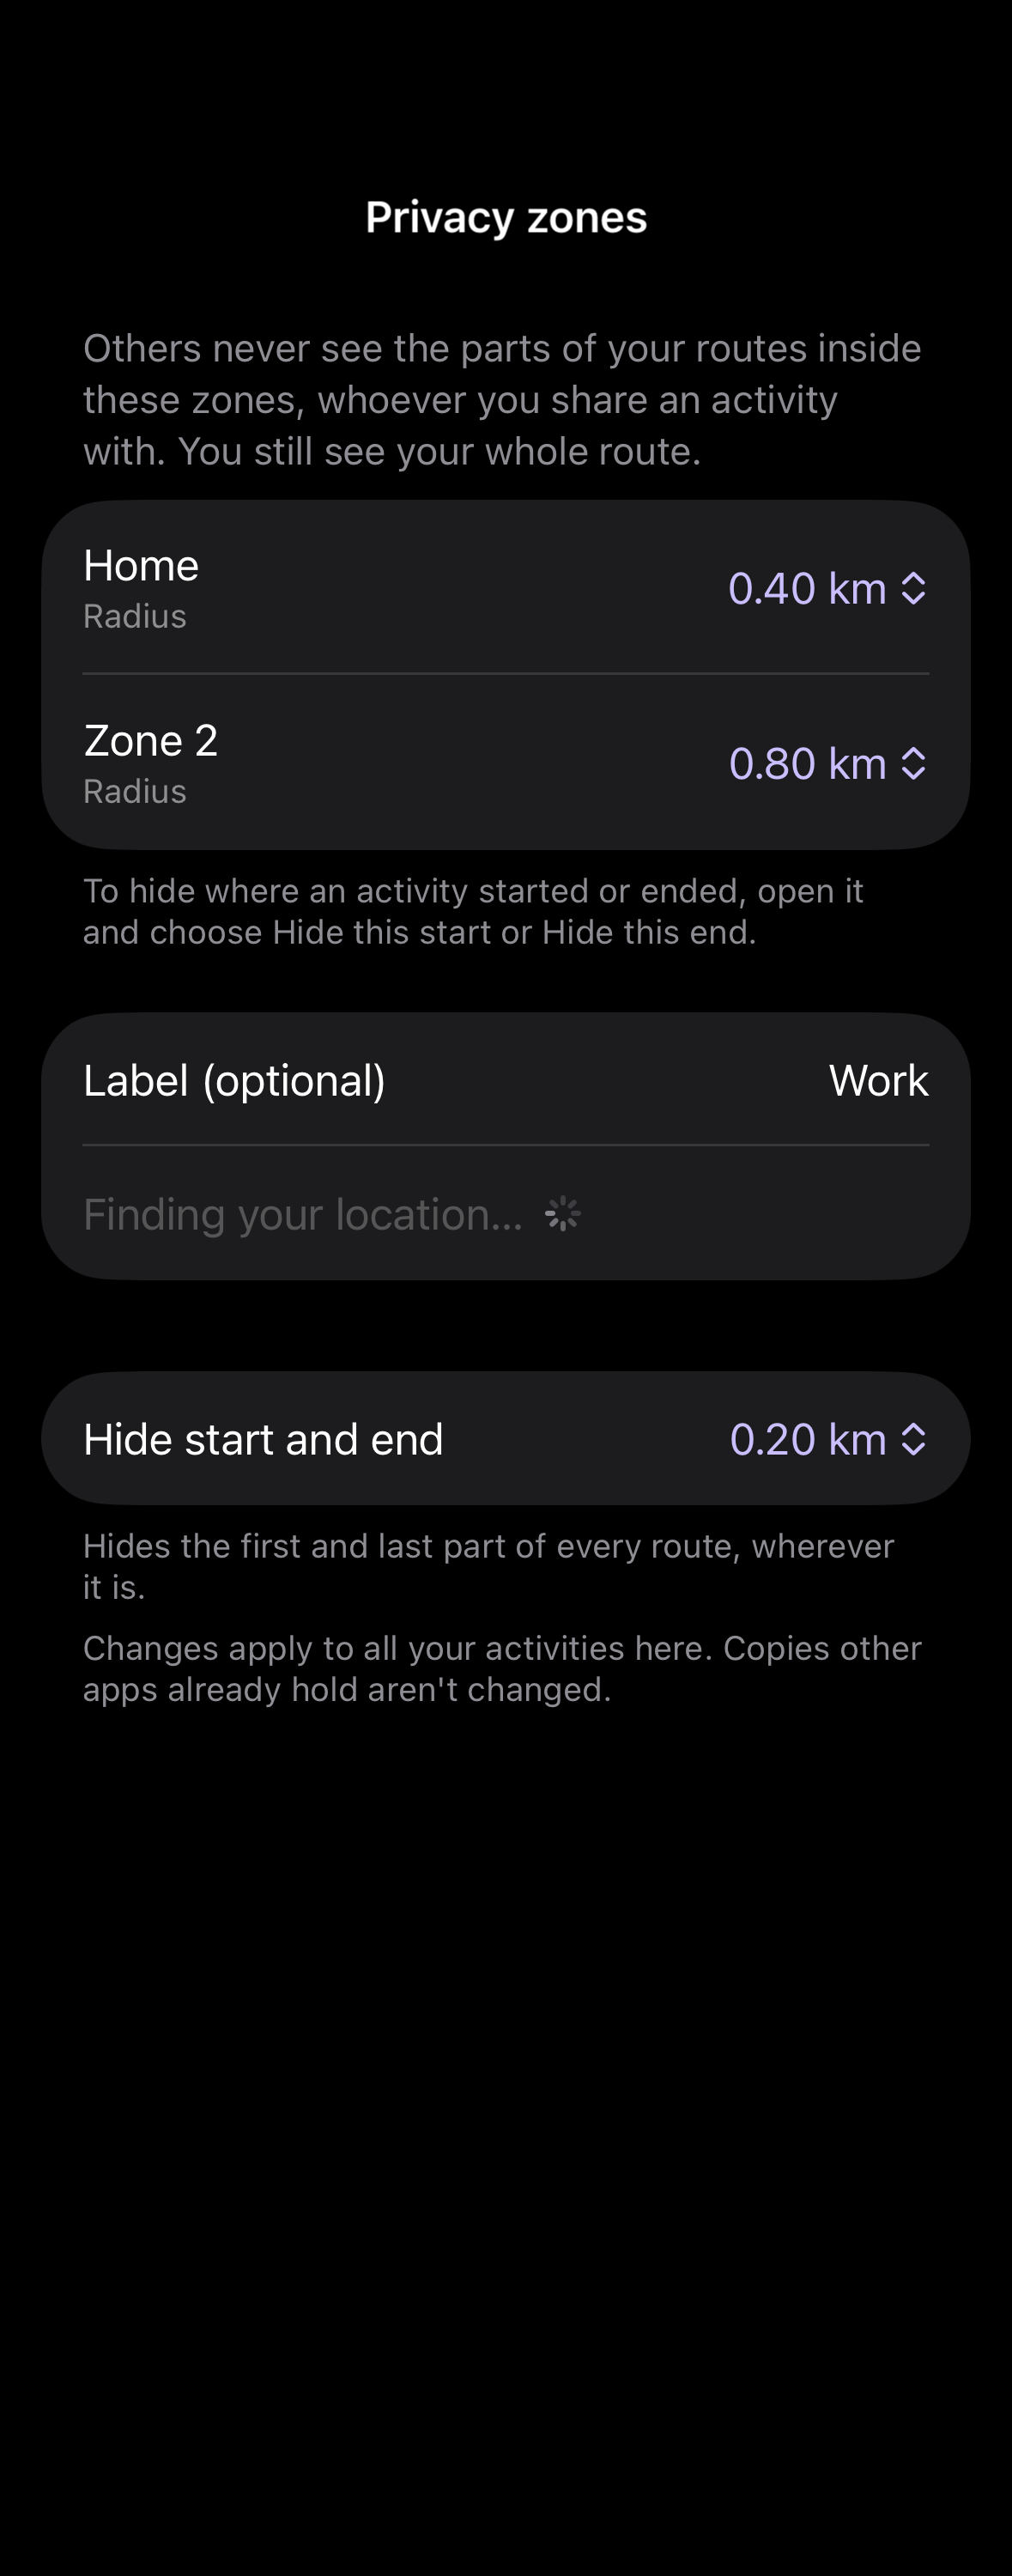 Privacy zones
Others never see the parts of your routes inside
these zones, whoever you share an activity
with. You still see your whole route.
Home
Radius
0.40 km
Zone 2
Radius
0.80 km
To hide where an activity started or ended, open it
and choose Hide this start or Hide this end.
Label (optional) Work
Finding your location...
Hide start and end 0.20 km
Hides the first and last part of every route, wherever
it is.
Changes apply to all your activities here. Copies other
apps already hold aren't changed.